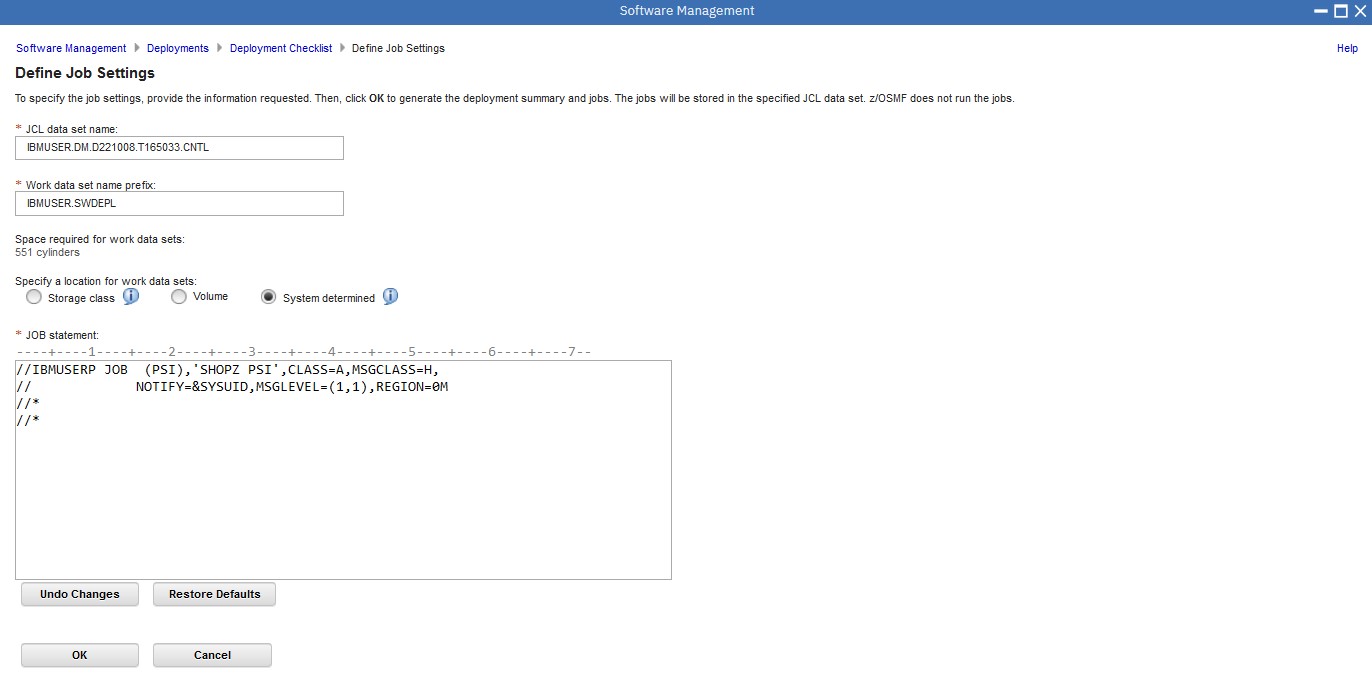 Software Management
Software Management Deployments Deployment Checklist Define Job Settings Help
Define Job Settings
To specify the job settings, provide the information requested. Then, click OK to generate the deployment summary and jobs. The jobs will be stored in the specified JCL data set. z/OSMF does not run the jobs.
* JCL data set name:
IBMUSER.DM.D221008.T165033.CNTL
* Work data set name prefix:
IBMUSER.SWDEPL
Space required for work data sets:
551 cylinders
Specify a location for work data sets:
Storage class Volume System determined
* JOB statement:
----+----1----+----2----+----3----+----4----+----5----+----6----+----7--
//IBMUSERP JOB  (PSI),'SHOPZ PSI',CLASS=A,MSGCLASS=H,
//             NOTIFY=&SYSUID,MSGLEVEL=(1,1),REGION=0M
//*
//*
Undo Changes Restore Defaults
OK Cancel